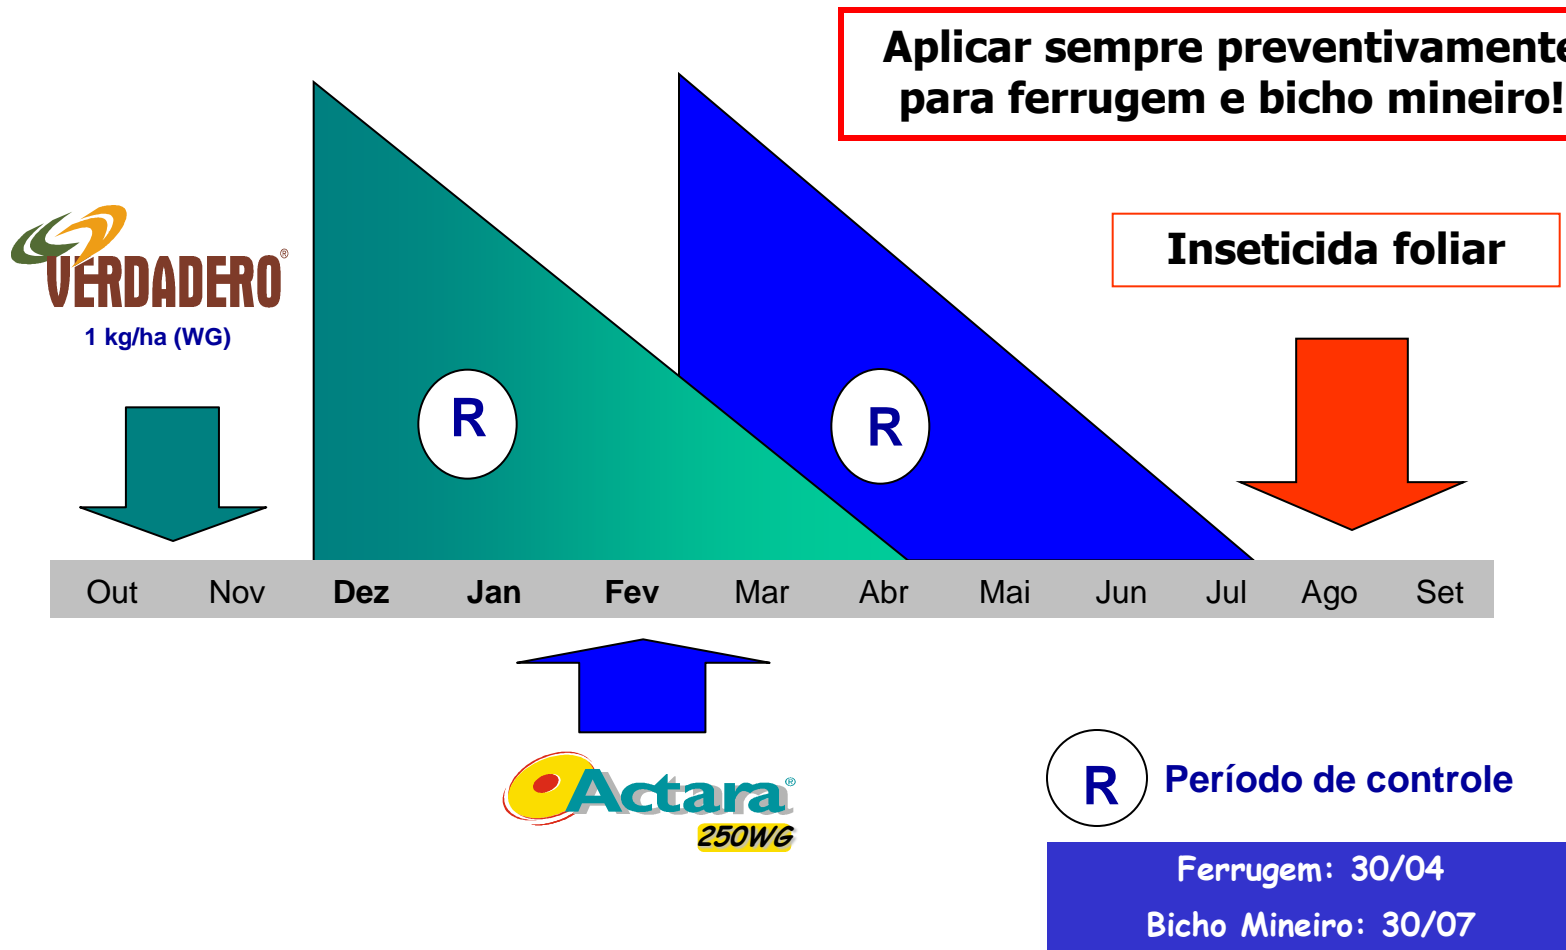 Aplicar sempre preventivamente
para ferrugem e bicho mineiro!
VERDADERO®
1 kg/ha (WG)
Inseticida foliar
R
R
Out Nov Dez Jan Fev Mar Abr Mai Jun Jul Ago Set
Actara®
250WG
R Período de controle
Ferrugem: 30/04
Bicho Mineiro: 30/07